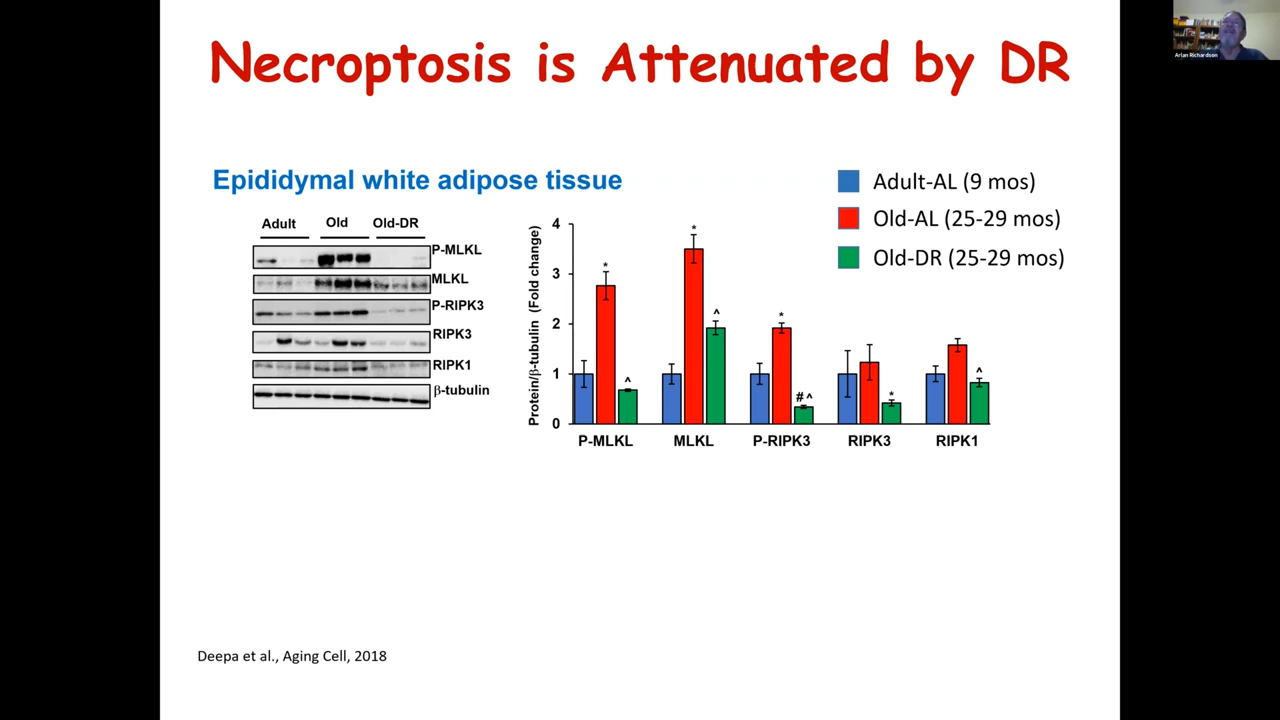 Necroptosis is Attenuated by DR
Arlan Richardson
Epididymal white adipose tissue
Adult-AL (9 mos)
Old-AL (25-29 mos)
Old-DR (25-29 mos)
Adult Old Old-DR
P-MLKL
MLKL
P-RIPK3
RIPK3
RIPK1
β-tubulin
Protein/β-tubulin (Fold change)
4
3
2
1
0
* ^ * ^ * # ^ * ^
P-MLKL MLKL P-RIPK3 RIPK3 RIPK1
Deepa et al., Aging Cell, 2018